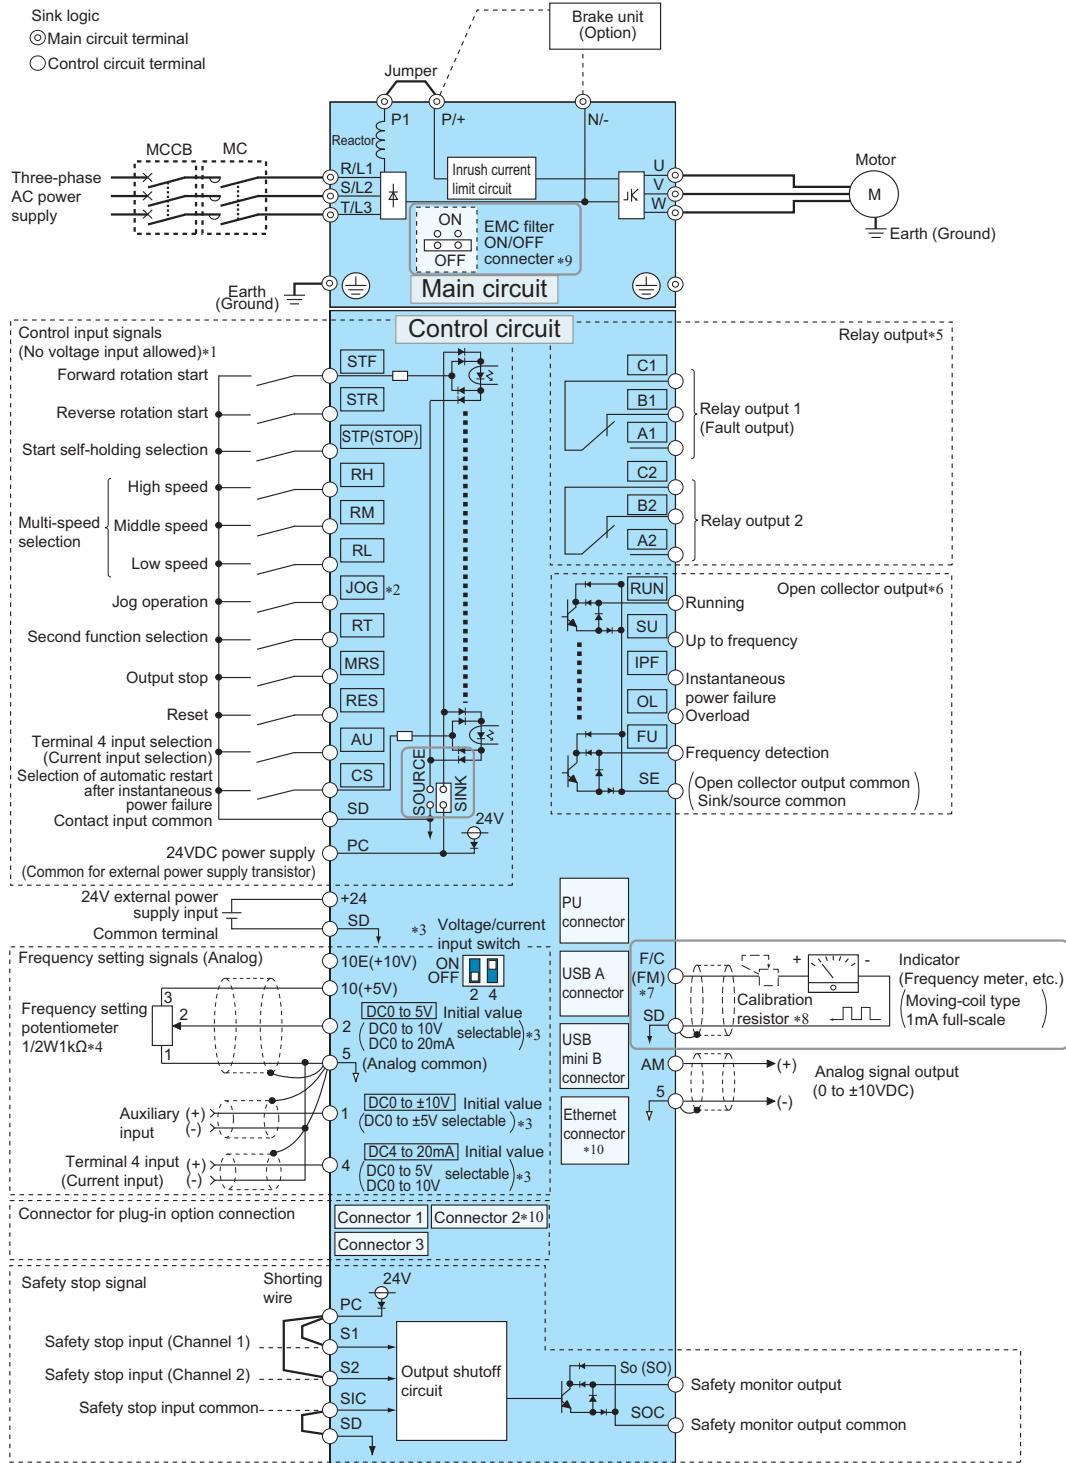 Sink logic
Main circuit terminal
Control circuit terminal
Brake unit
(Option)
Jumper
P1
P/+
N/-
Reactor
MCCB
MC
Three-phase
AC power
supply
R/L1
S/L2
T/L3
Inrush current
limit circuit
U
V
W
Motor
M
Earth (Ground)
ON
OFF
EMC filter
ON/OFF
connecter *9
Earth
(Ground)
Main circuit
Control circuit
Control input signals
(No voltage input allowed)*1
Forward rotation start
STF
Reverse rotation start
STR
Start self-holding selection
STP(STOP)
Multi-speed
selection
High speed
RH
Middle speed
RM
Low speed
RL
Jog operation
JOG *2
Second function selection
RT
Output stop
MRS
Reset
RES
Terminal 4 input selection
(Current input selection)
AU
Selection of automatic restart
after instantaneous
power failure
CS
Contact input common
SD
SOURCE
SINK
24V
24VDC power supply
(Common for external power supply transistor)
PC
Relay output*5
C1
B1
A1
Relay output 1
(Fault output)
C2
B2
A2
Relay output 2
Open collector output*6
RUN
Running
SU
Up to frequency
IPF
Instantaneous
power failure
OL
Overload
FU
Frequency detection
SE
(Open collector output common
Sink/source common)
24V external power
supply input
+24
Common terminal
SD
*3 Voltage/current
input switch
ON
OFF
2 4
Frequency setting signals (Analog)
10E(+10V)
10(+5V)
Frequency setting
potentiometer
1/2W1kΩ*4
3
2
1
2
DC0 to 5V Initial value
(DC0 to 10V
DC0 to 20mA selectable)*3
5
(Analog common)
Auxiliary
input
(+)
(-)
1
DC0 to ±10V Initial value
(DC0 to ±5V selectable)*3
Terminal 4 input
(Current input)
(+)
(-)
4
DC4 to 20mA Initial value
(DC0 to 5V
DC0 to 10V selectable)*3
PU
connector
USB A
connector
USB
mini B
connector
Ethernet
connector
*10
F/C
(FM)
*7
SD
+
-
Calibration
resistor *8
Indicator
(Frequency meter, etc.)
(Moving-coil type
1mA full-scale)
AM
5
(+)
(-)
Analog signal output
(0 to ±10VDC)
Connector for plug-in option connection
Connector 1
Connector 2*10
Connector 3
Safety stop signal
Shorting
wire
24V
PC
Safety stop input (Channel 1)
S1
Safety stop input (Channel 2)
S2
Safety stop input common
SIC
SD
Output shutoff
circuit
So (SO)
Safety monitor output
SOC
Safety monitor output common